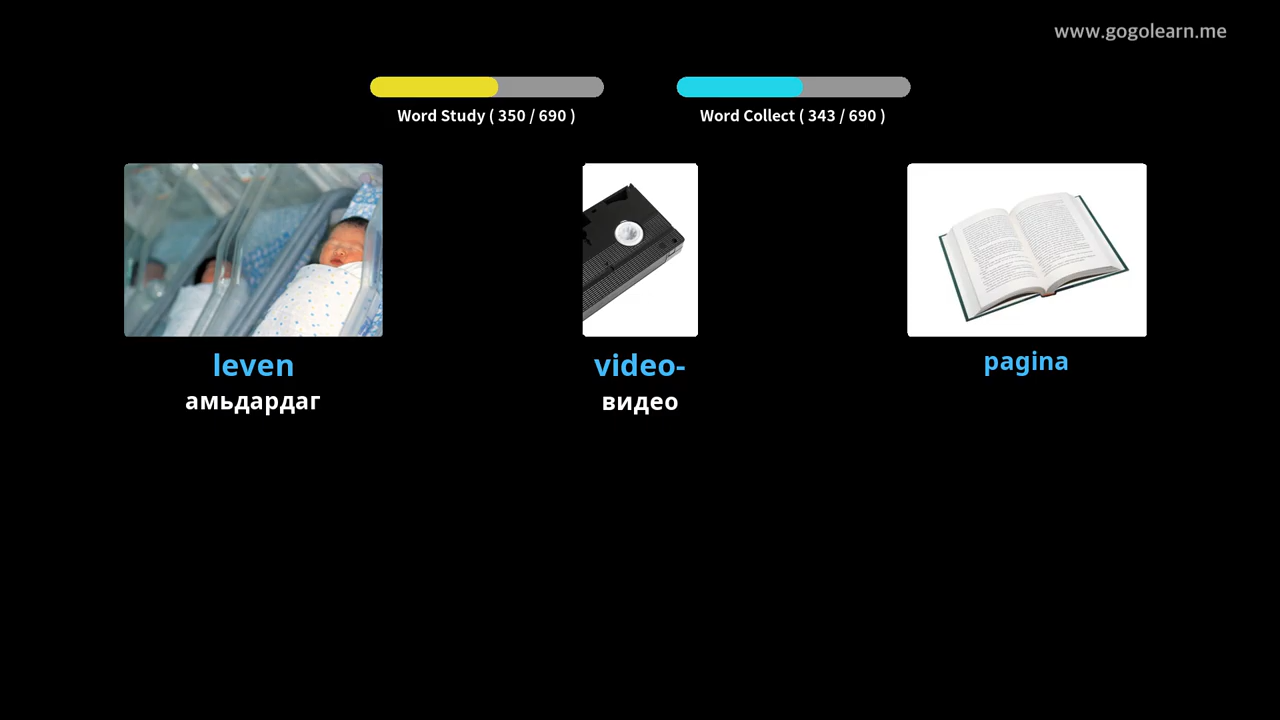 www.gogolearn.me
Word Study ( 350 / 690 )
Word Collect ( 343 / 690 )
leven
амьдардаг
video-
видео
pagina